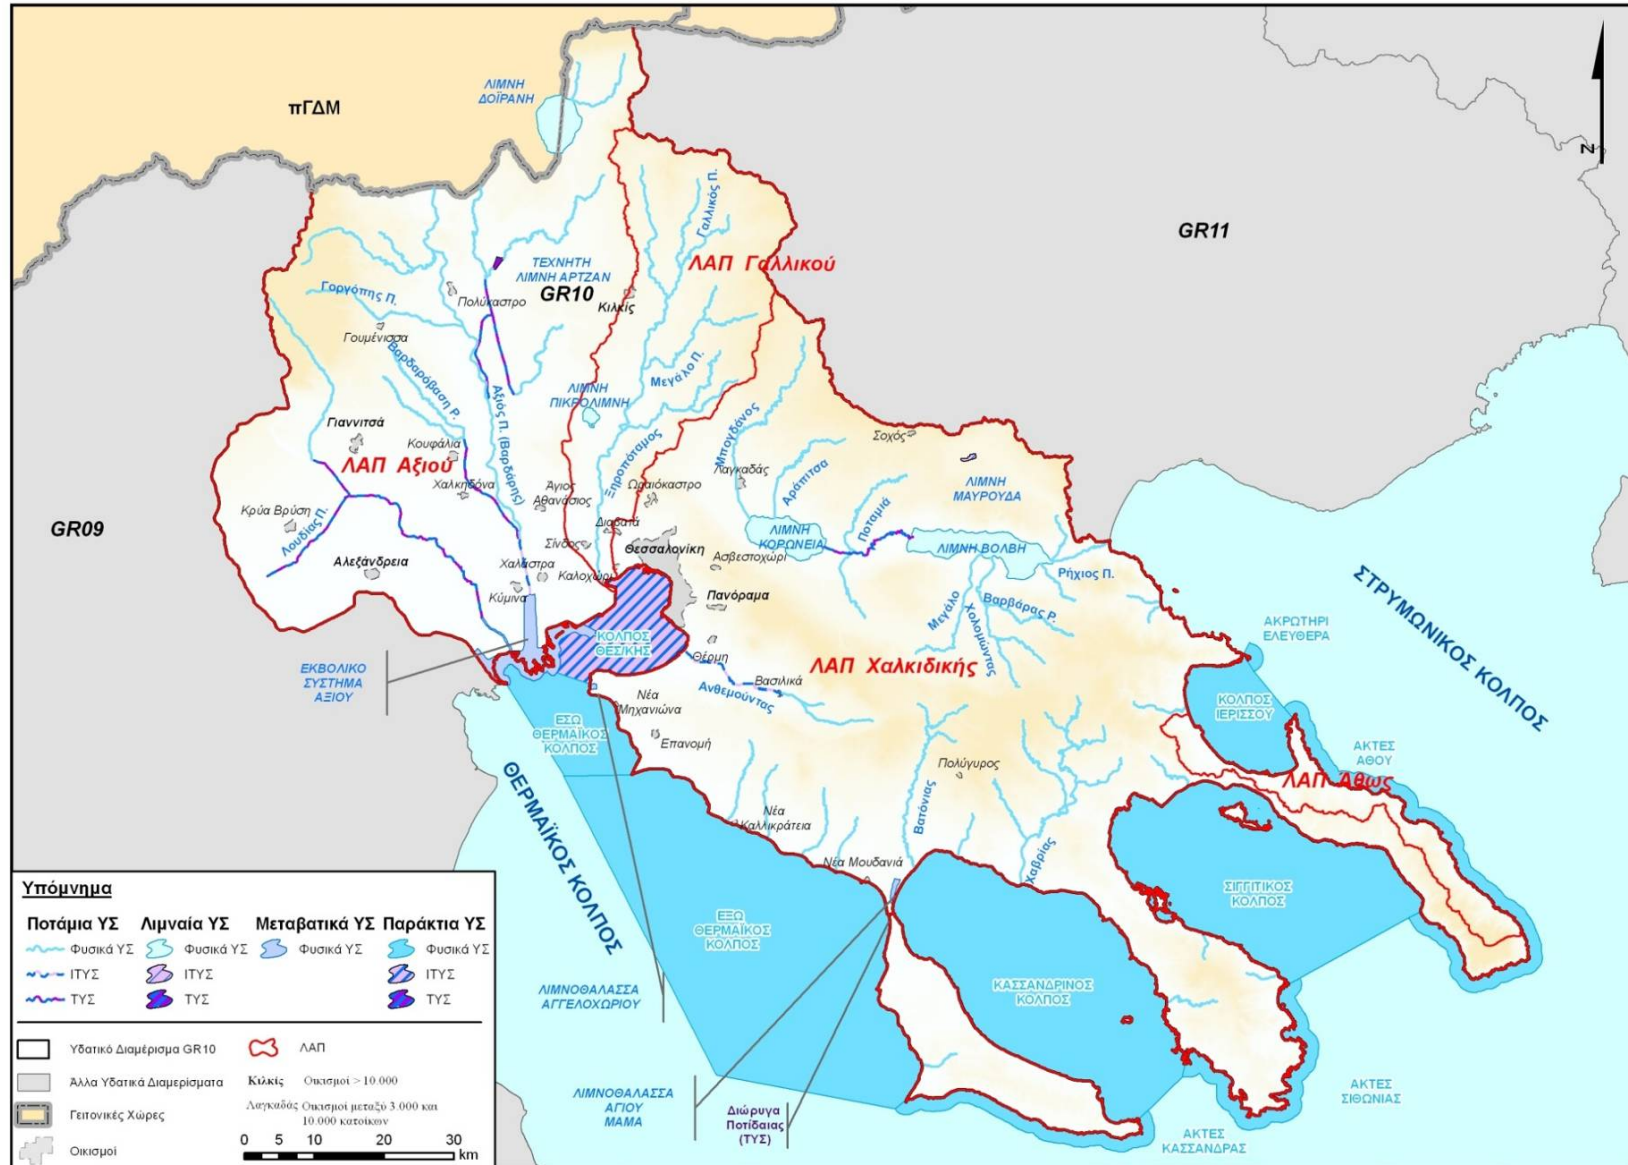 ΛΙΜΝΗ
ΔΟΪΡΑΝΗ
πΓΔΜ
Γαλλικός Π.
GR11
ΛΑΠ Γαλλικού
ΤΕΧΝΗΤΗ
ΛΙΜΝΗ ΑΡΤΖΑΝ
GR10
Γοργόπης Π.
Πολύκαστρο
Κιλκίς
Γουμένισσα
Βαρδαρόβαση Ρ.
Αξιός Π. (Βαρδάρης)
Μεγάλο Π.
ΛΙΜΝΗ
ΠΙΚΡΟΛΙΜΝΗ
Γιαννιτσά
Κουφάλια
ΛΑΠ Αξιού
Χαλκηδόνα
Ξηροπόταμος
Μπογδάνος
Σοχός
Λαγκαδάς
Αράπιτσα
Ωραιόκαστρο
Άγιος
Αθανάσιος
ΛΙΜΝΗ
ΜΑΥΡΟΥΔΑ
Ποταμιά
GR09
Κρύα Βρύση
Λουδίας Π.
Διαβατά
Σίνδος
Θεσσαλονίκη
ΛΙΜΝΗ
ΚΟΡΩΝΕΙΑ
ΛΙΜΝΗ ΒΟΛΒΗ
Ασβεστοχώρι
Αλεξάνδρεια
Χαλάστρα
Καλοχώρι
Κύμινα
Πανόραμα
Ρήχιος Π.
Μεγάλο
Χολομώντας
Βαρβάρας Ρ.
ΣΤΡΥΜΩΝΙΚΟΣ ΚΟΛΠΟΣ
ΑΚΡΩΤΗΡΙ
ΕΛΕΥΘΕΡΑ
ΚΟΛΠΟΣ
ΘΕΣ/ΚΗΣ
Θέρμη
ΛΑΠ Χαλκιδικής
ΕΚΒΟΛΙΚΟ
ΣΥΣΤΗΜΑ
ΑΞΙΟΥ
Βασιλικά
Ανθεμούντας
Νέα
Μηχανιώνα
Επανομή
ΕΣΩ
ΘΕΡΜΑΪΚΟΣ
ΚΟΛΠΟΣ
ΚΟΛΠΟΣ
ΙΕΡΙΣΣΟΥ
ΑΚΤΕΣ
ΑΘΟΥ
ΛΑΠ Άθως
Πολύγυρος
Βατόνιας
Νέα
Καλλικράτεια
Νέα Μουδανιά
Χαβρίας
ΘΕΡΜΑΪΚΟΣ ΚΟΛΠΟΣ
ΣΙΓΓΙΤΙΚΟΣ
ΚΟΛΠΟΣ
ΕΞΩ
ΘΕΡΜΑΪΚΟΣ
ΚΟΛΠΟΣ
ΚΑΣΣΑΝΔΡΙΝΟΣ
ΚΟΛΠΟΣ
ΛΙΜΝΟΘΑΛΑΣΣΑ
ΑΓΓΕΛΟΧΩΡΙΟΥ
ΛΙΜΝΟΘΑΛΑΣΣΑ
ΑΓΙΟΥ
ΜΑΜΑ
Διώρυγα
Ποτίδαιας
(ΤΥΣ)
ΑΚΤΕΣ
ΣΙΘΩΝΙΑΣ
ΑΚΤΕΣ
ΚΑΣΣΑΝΔΡΑΣ
N
Υπόμνημα
Ποτάμια ΥΣ Λιμναία ΥΣ Μεταβατικά ΥΣ Παράκτια ΥΣ
Φυσικά ΥΣ Φυσικά ΥΣ Φυσικά ΥΣ Φυσικά ΥΣ
ΙΤΥΣ ΙΤΥΣ ΙΤΥΣ
ΤΥΣ ΤΥΣ ΤΥΣ
Υδατικό Διαμέρισμα GR10 ΛΑΠ
Άλλα Υδατικά Διαμερίσματα Κιλκίς Οικισμοί > 10.000
Γειτονικές Χώρες Λαγκαδάς Οικισμοί μεταξύ 3.000 και
10.000 κατοίκων
Οικισμοί
0 5 10 20 30
km